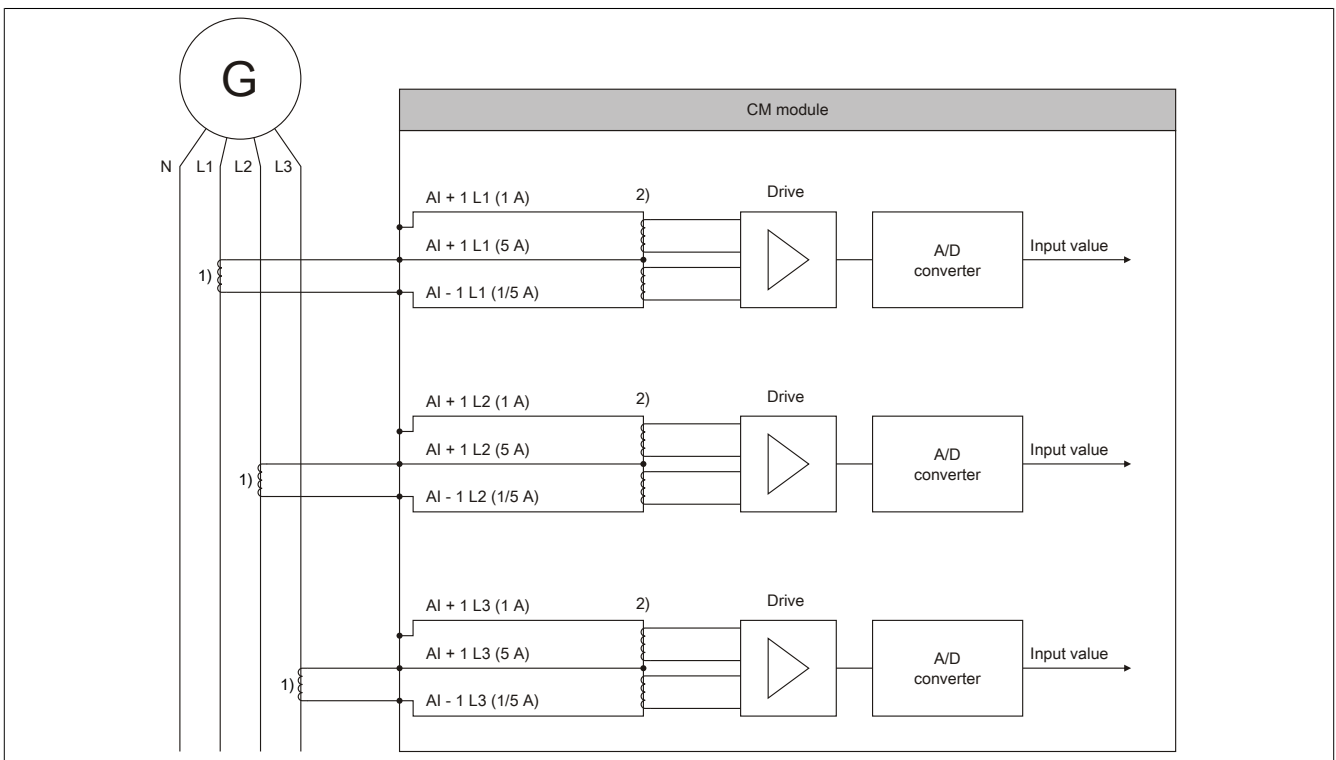 G
CM module
N L1 L2 L3
AI + 1 L1 (1 A) 2) Drive
AI + 1 L1 (5 A) A/D converter Input value
1)
AI - 1 L1 (1/5 A)
AI + 1 L2 (1 A) 2) Drive
AI + 1 L2 (5 A) A/D converter Input value
1)
AI - 1 L2 (1/5 A)
AI + 1 L3 (1 A) 2) Drive
AI + 1 L3 (5 A) A/D converter Input value
1)
AI - 1 L3 (1/5 A)